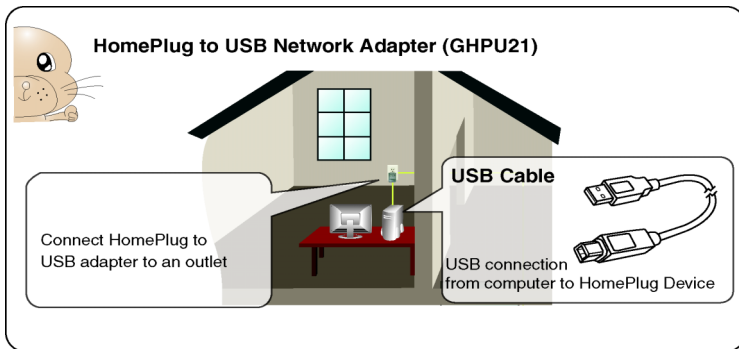 HomePlug to USB Network Adapter (GHPU21)
Connect HomePlug to
USB adapter to an outlet
USB Cable
USB connection
from computer to HomePlug Device